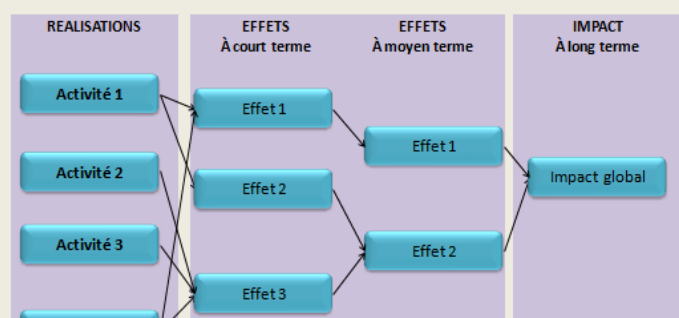 REALISATIONS
EFFETS
À court terme
EFFETS
À moyen terme
IMPACT
À long terme
Activité 1
Activité 2
Activité 3
Effet 1
Effet 2
Effet 3
Effet 1
Effet 2
Impact global